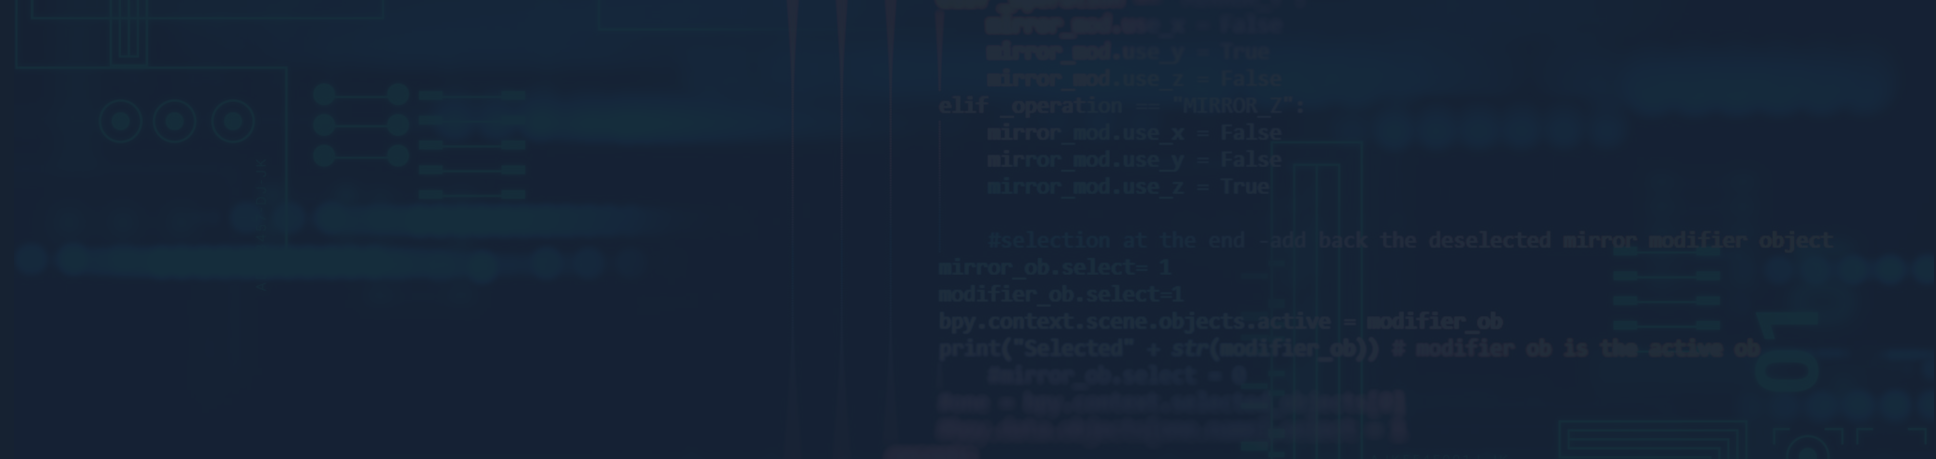 mirror_mod.use_x = False
mirror_mod.use_y = True
mirror_mod.use_z = False
elif _operation == "MIRROR_Z":
mirror_mod.use_x = False
mirror_mod.use_y = False
mirror_mod.use_z = True
#selection at the end -add back the deselected mirror modifier object
mirror_ob.select= 1
modifier_ob.select=1
bpy.context.scene.objects.active = modifier_ob
print("Selected" + str(modifier_ob)) # modifier ob is the active ob
#mirror_ob.select = 0
01